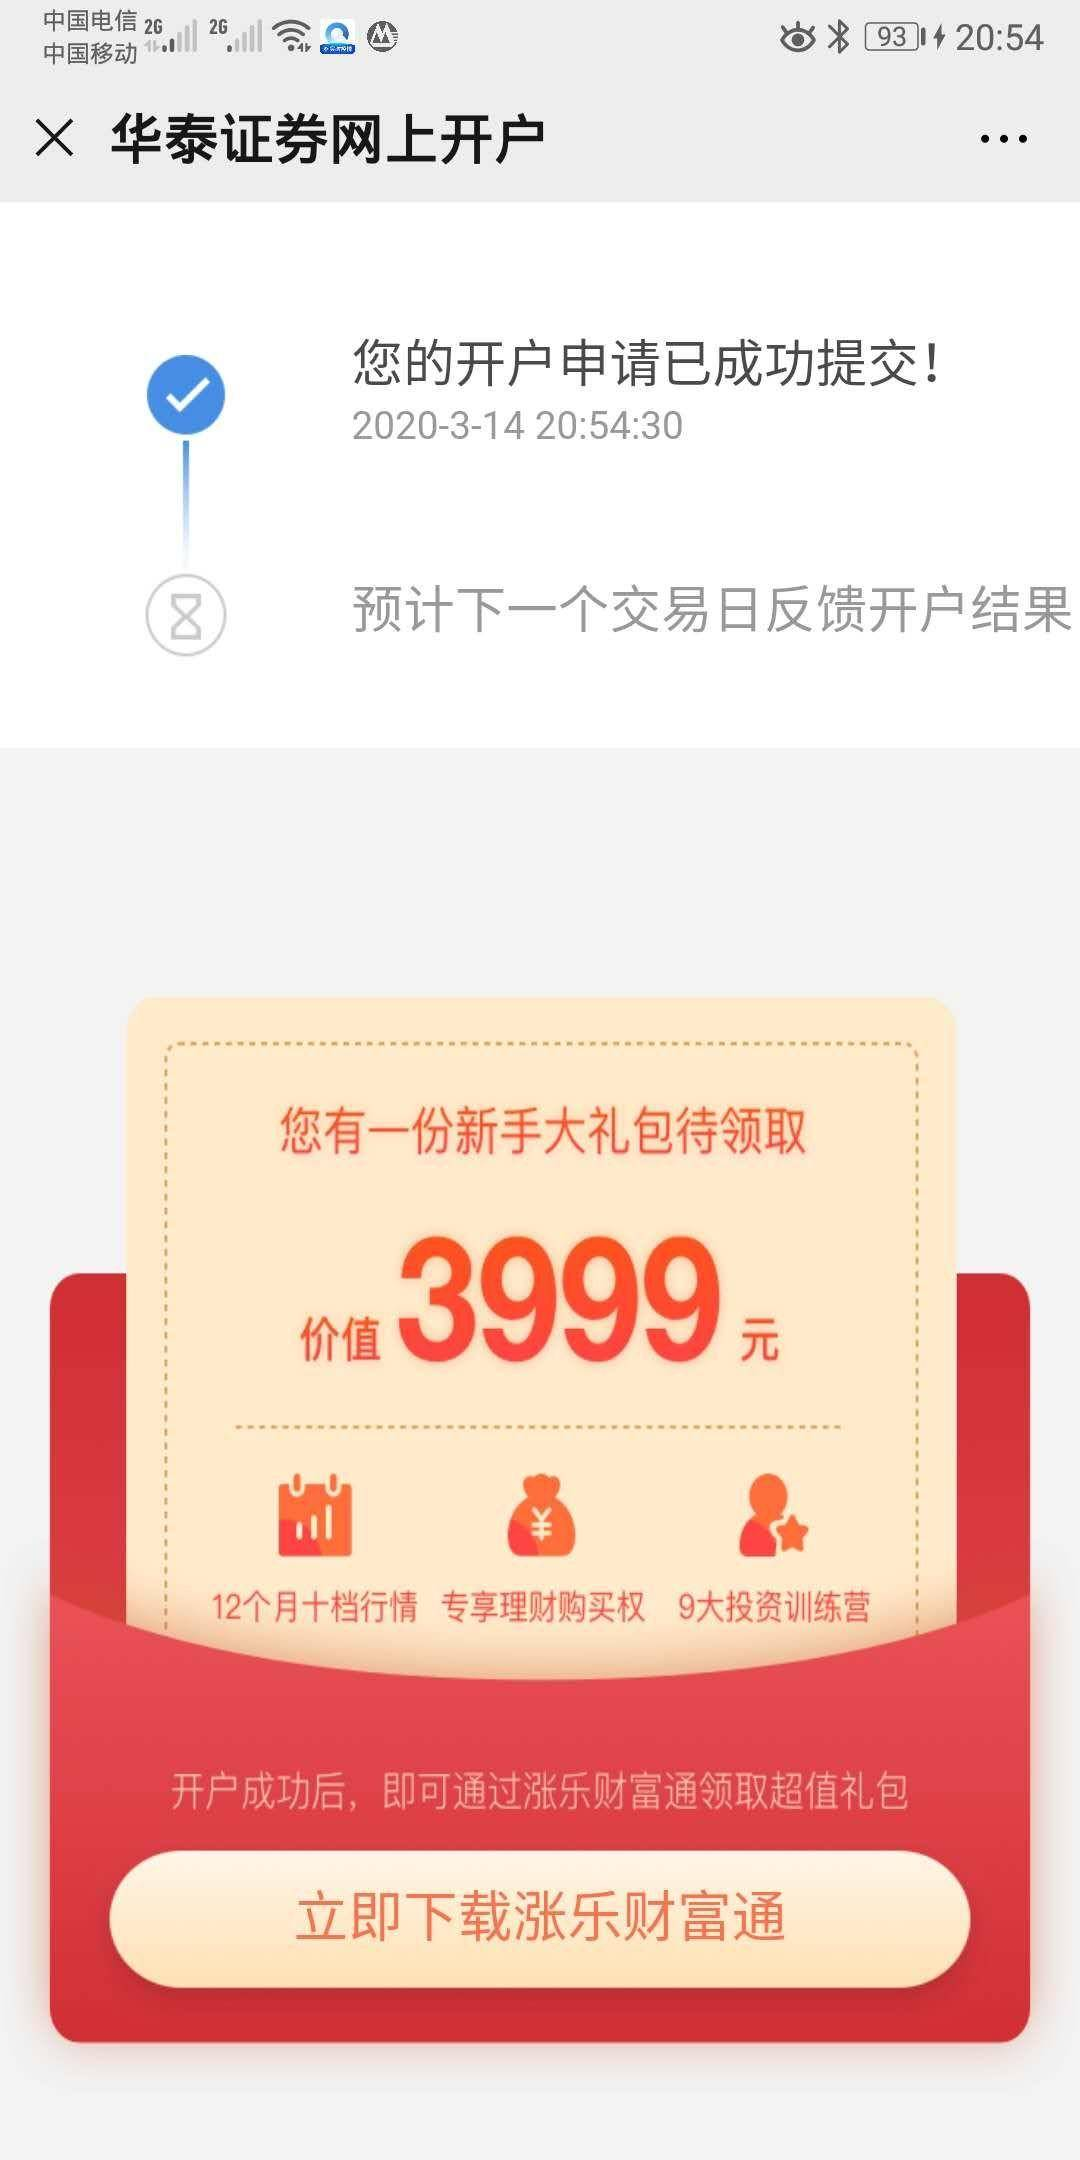 中国电信 2G 2G 93 20:54
中国移动
华泰证券网上开户
您的开户申请已成功提交！
2020-3-14 20:54:30
预计下一个交易日反馈开户结果
您有一份新手大礼包待领取
价值3999元
12个月十档行情 专享理财购买权 9大投资训练营
开户成功后，即可通过涨乐财富通领取超值礼包
立即下载涨乐财富通